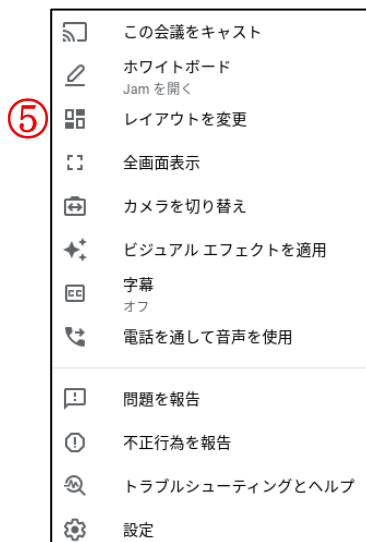 この会議をキャスト
ホワイトボード
Jam を開く
⑤ レイアウトを変更
全画面表示
カメラを切り替え
ビジュアル エフェクトを適用
字幕
オフ
電話を通して音声を使用
問題を報告
不正行為を報告
トラブルシューティングとヘルプ
設定